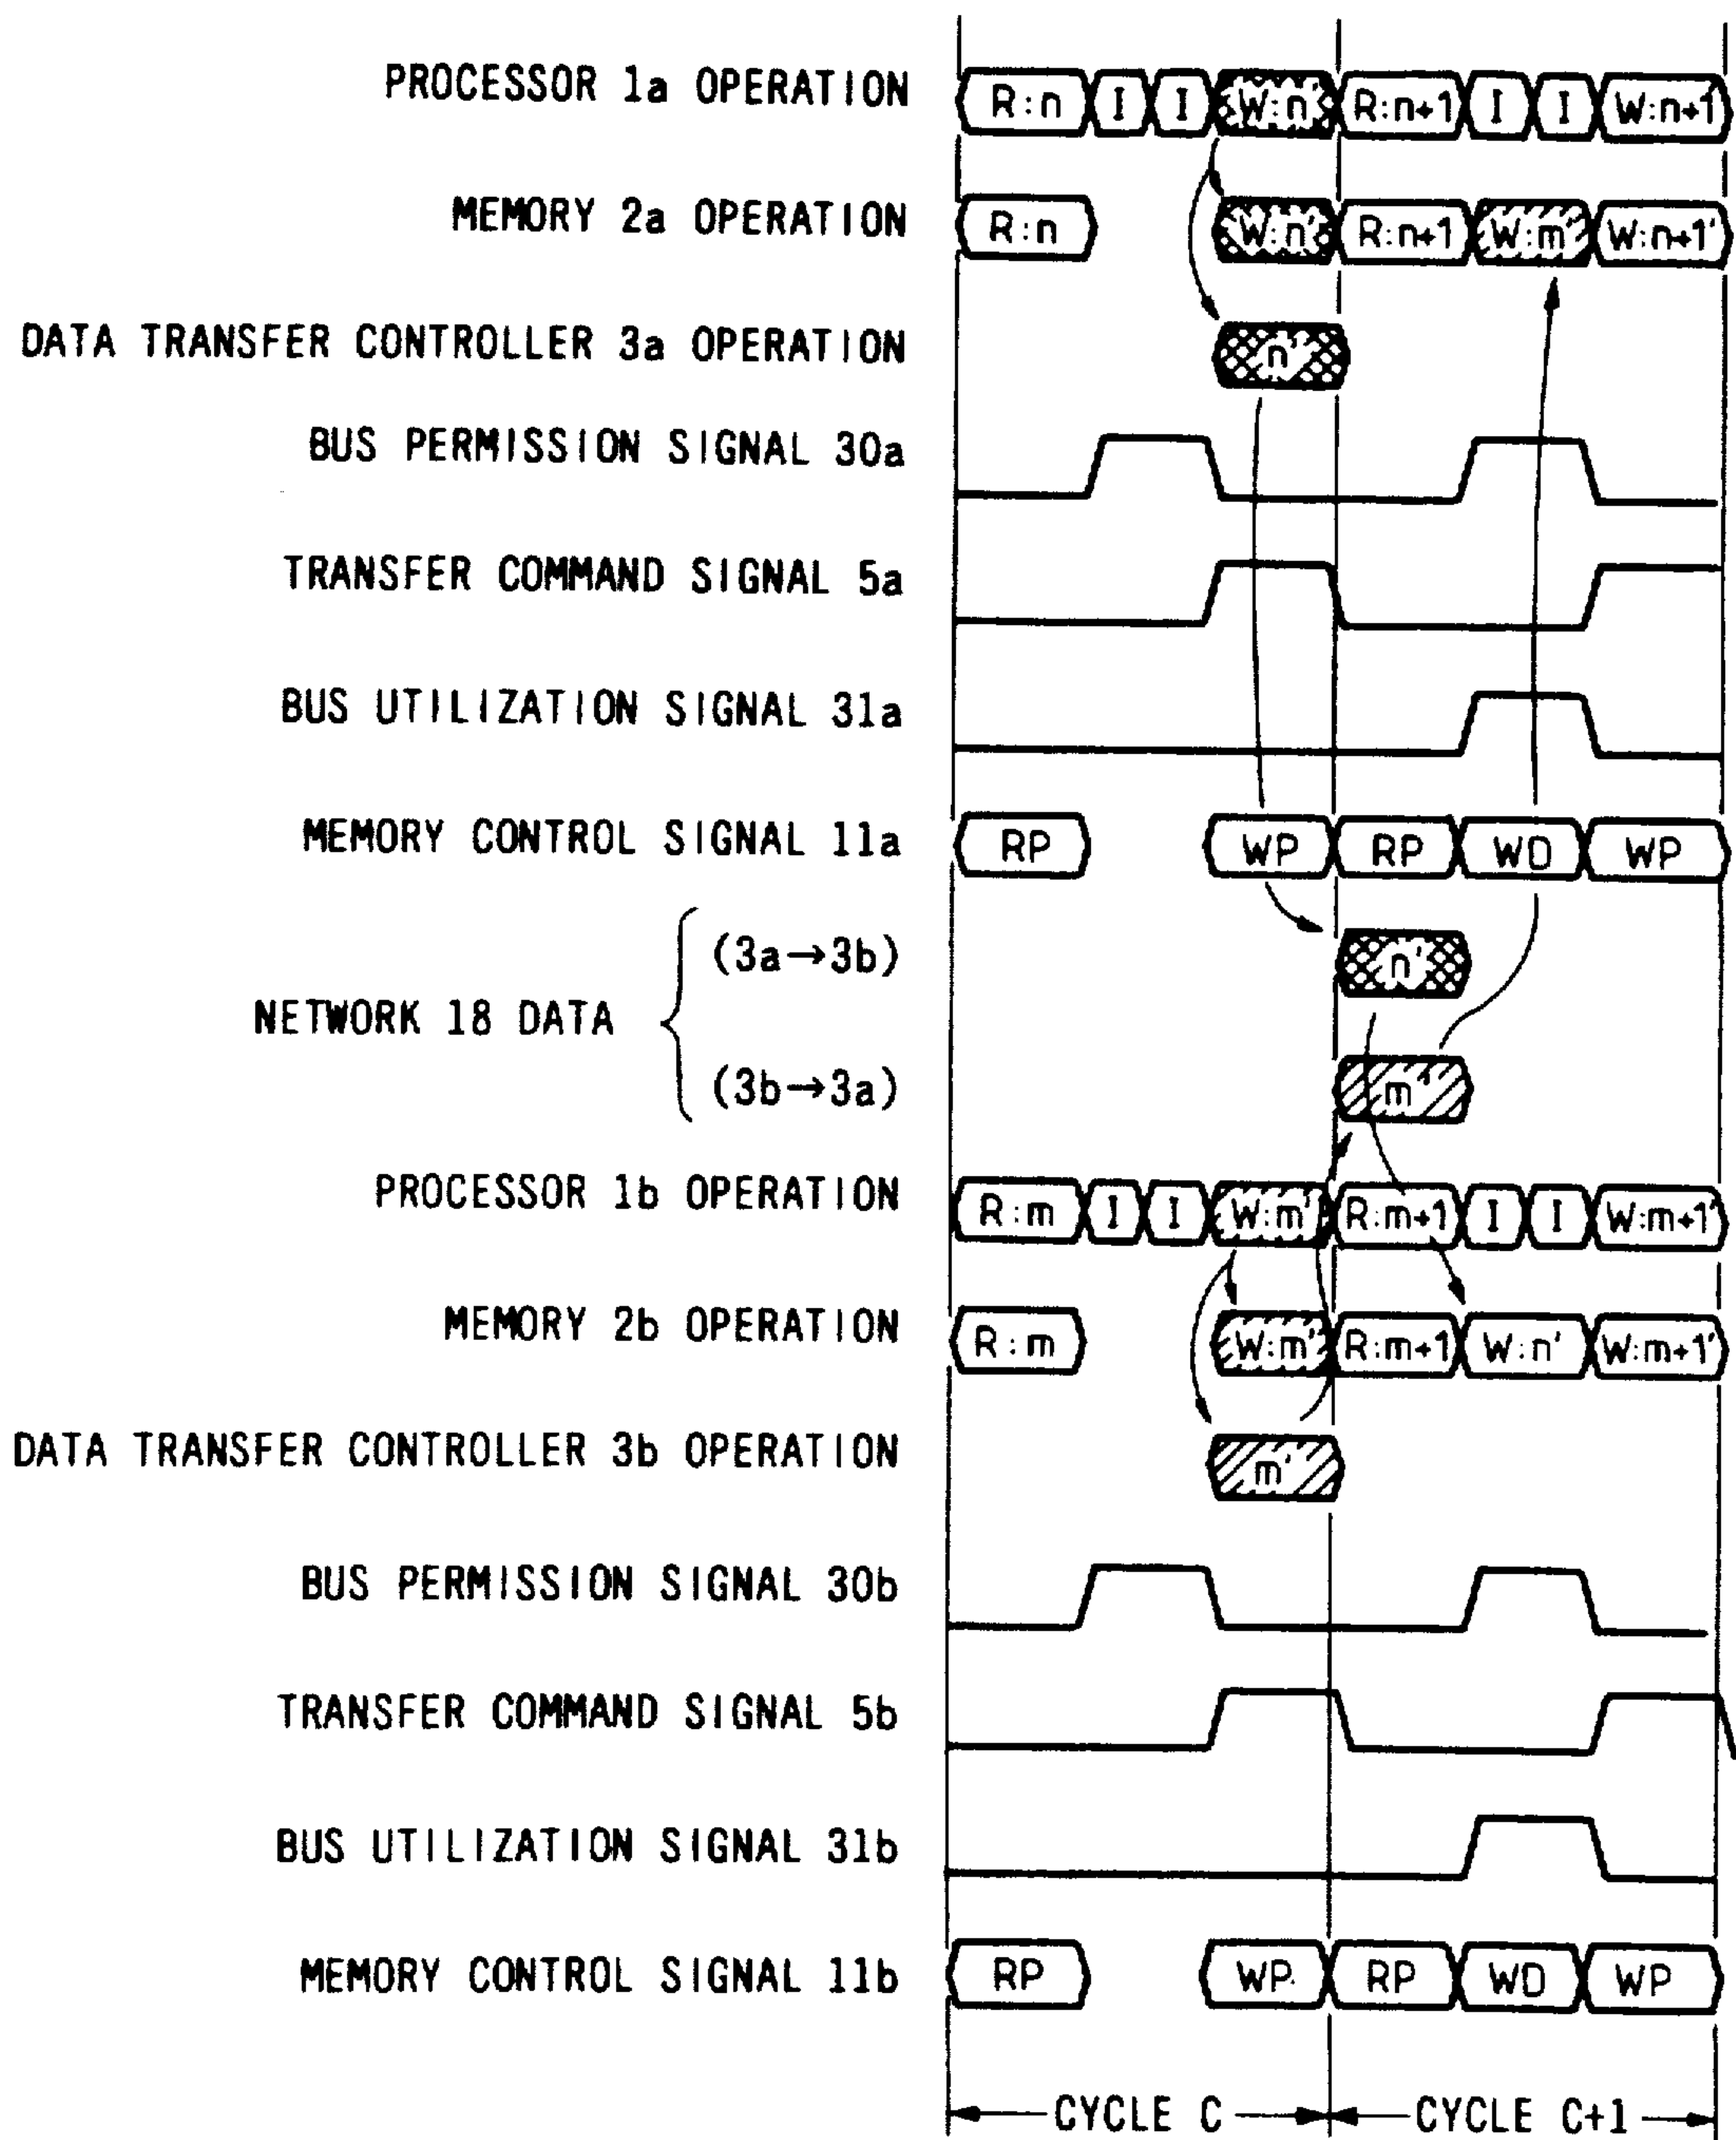 PROCESSOR 1a OPERATION R:n I I W:n' R:n+1 I I W:n+1'
MEMORY 2a OPERATION R:n W:n' R:n+1 W:m' W:n+1'
DATA TRANSFER CONTROLLER 3a OPERATION n'
BUS PERMISSION SIGNAL 30a
TRANSFER COMMAND SIGNAL 5a
BUS UTILIZATION SIGNAL 31a
MEMORY CONTROL SIGNAL 11a RP WP RP WD WP
(3a→3b) n'
NETWORK 18 DATA
(3b→3a) m'
PROCESSOR 1b OPERATION R:m I I W:m' R:m+1 I I W:m+1'
MEMORY 2b OPERATION R:m W:m' R:m+1 W:n' W:m+1'
DATA TRANSFER CONTROLLER 3b OPERATION m'
BUS PERMISSION SIGNAL 30b
TRANSFER COMMAND SIGNAL 5b
BUS UTILIZATION SIGNAL 31b
MEMORY CONTROL SIGNAL 11b RP WP RP WD WP
CYCLE C CYCLE C+1